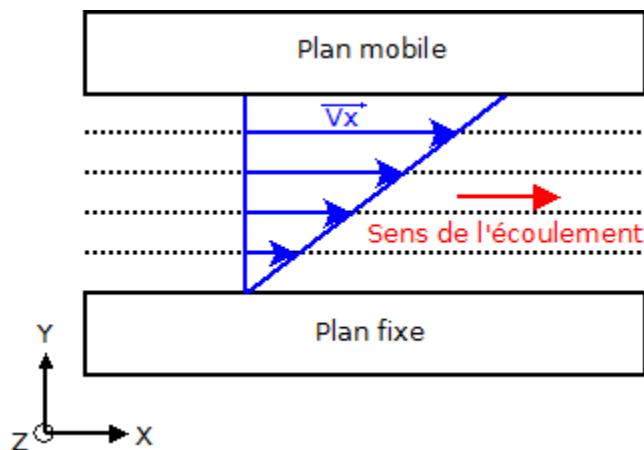 Plan mobile
Vx
Sens de l'écoulement
Plan fixe
Y
Z
X